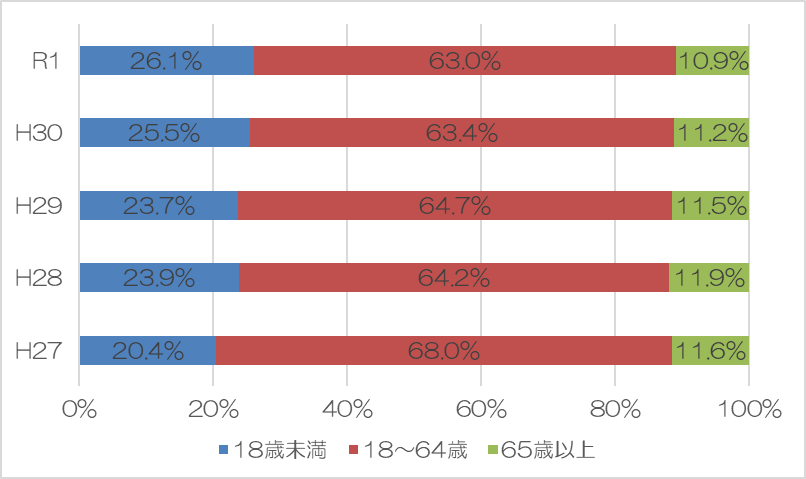 R1 26.1% 63.0% 10.9%
H30 25.5% 63.4% 11.2%
H29 23.7% 64.7% 11.5%
H28 23.9% 64.2% 11.9%
H27 20.4% 68.0% 11.6%
0% 20% 40% 60% 80% 100%
18歳未満 18～64歳 65歳以上